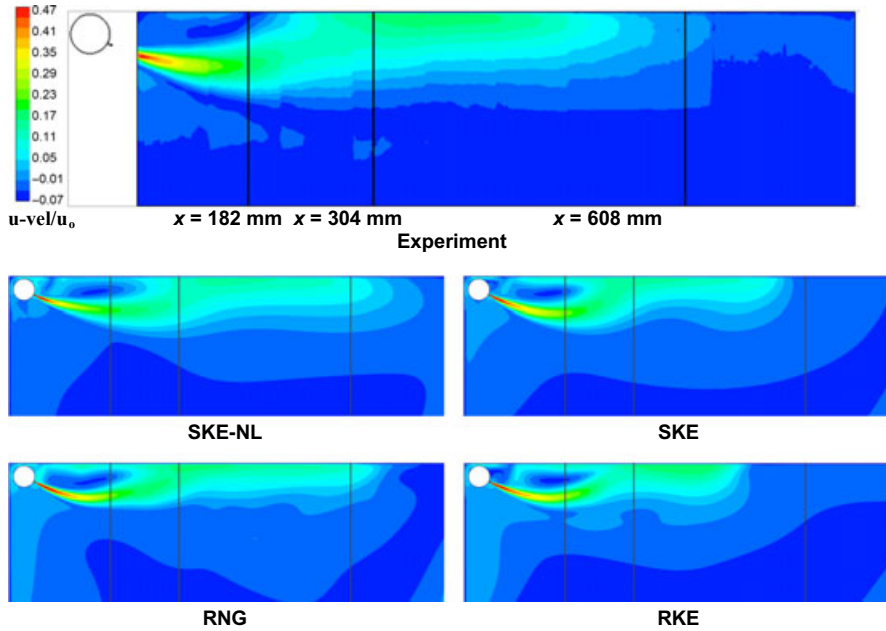 0.47
0.41
0.35
0.29
0.23
0.17
0.11
0.05
−0.01
−0.07
u-vel/uₒ
x = 182 mm x = 304 mm x = 608 mm
Experiment
SKE-NL SKE
RNG RKE